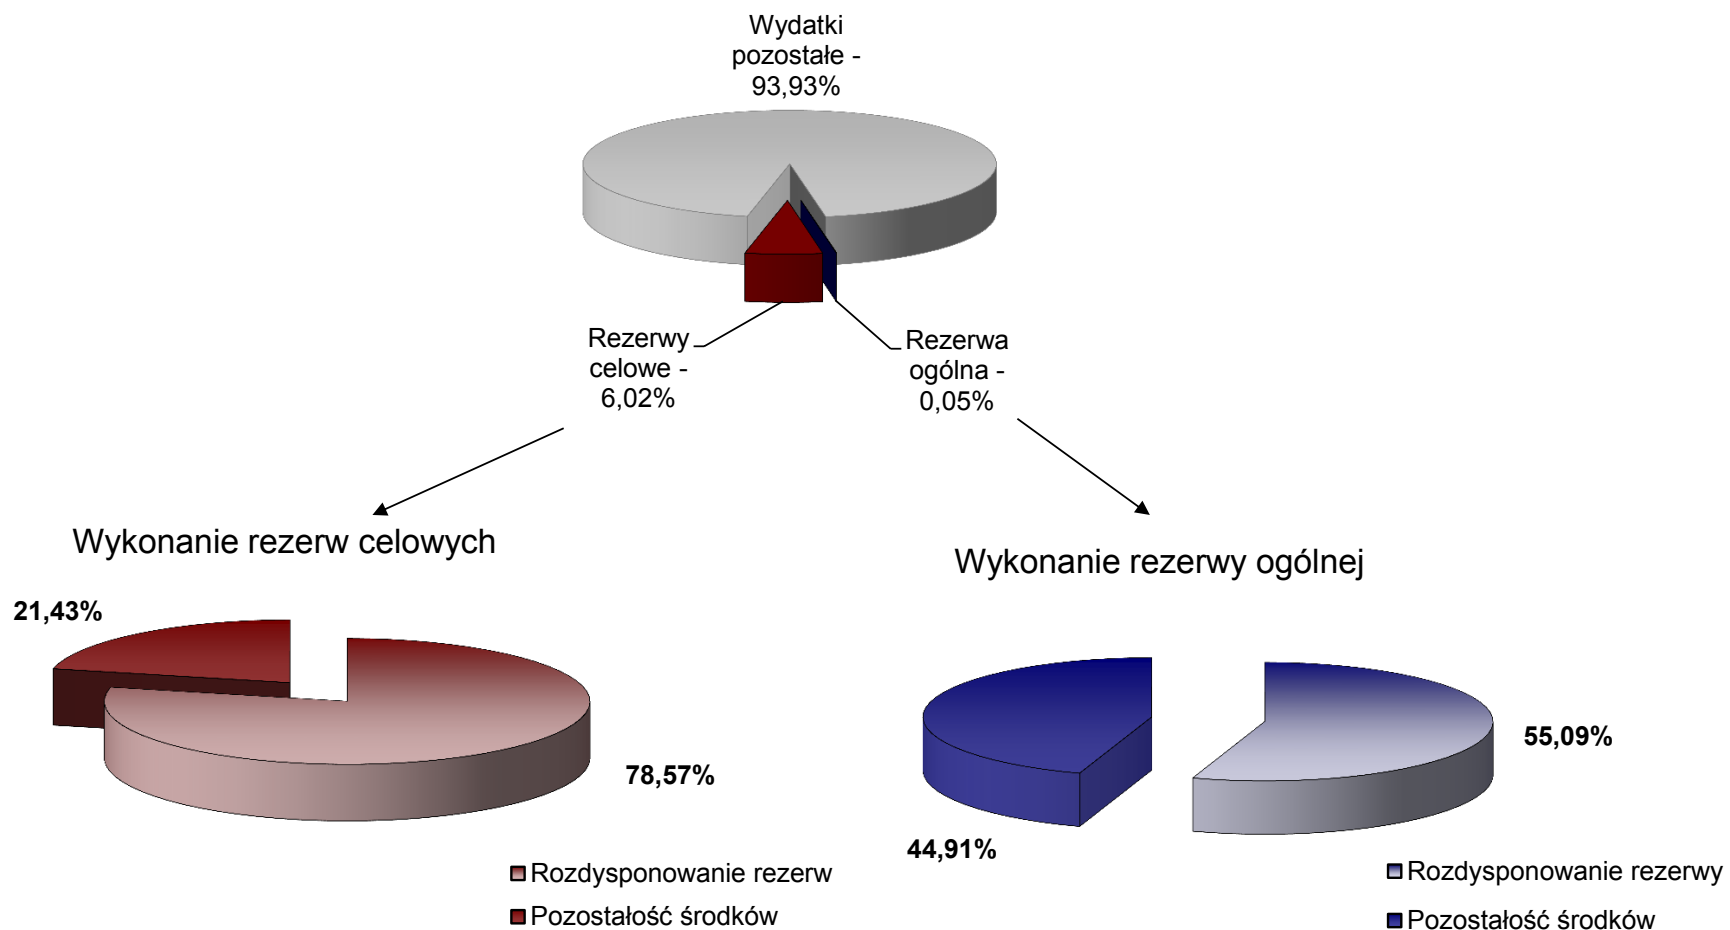 Wydatki
pozostałe -
93,93%
Rezerwy
celowe -
6,02%
Rezerwa
ogólna -
0,05%
Wykonanie rezerw celowych
21,43%
78,57%
Rozdysponowanie rezerw
Pozostałość środków
Wykonanie rezerwy ogólnej
55,09%
44,91%
Rozdysponowanie rezerwy
Pozostałość środków